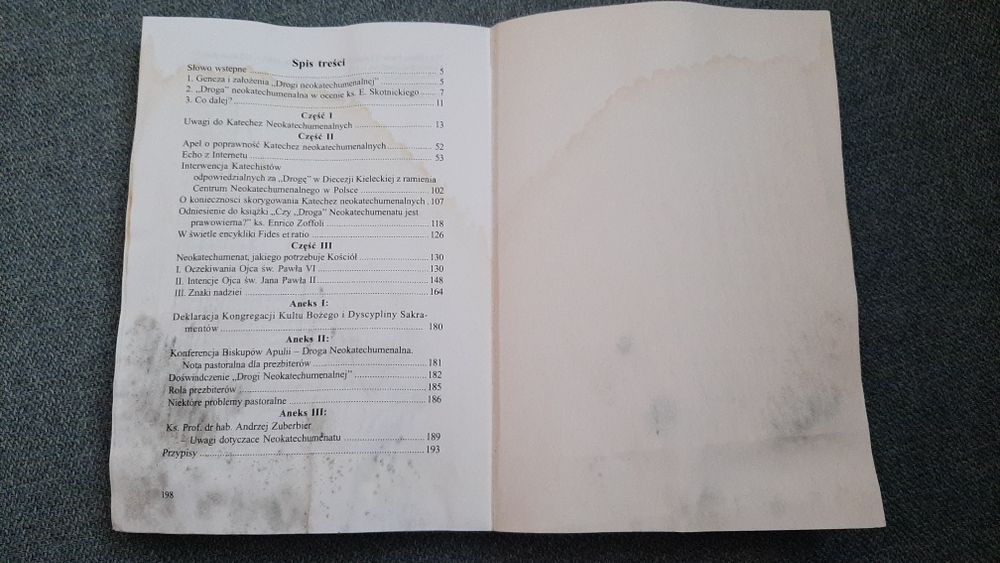 Spis treści
Słowo wstępne ........ 5
1. Geneza i założenia „Drogi neokatechumenalnej” ........ 5
2. „Droga” neokatechumenalna w ocenie ks. E. Skotnickiego ........ 7
3. Co dalej? ........ 11
Część I
Uwagi do Katechez Neokatechumenalnych ........ 13
Część II
Apel o poprawność Katechez neokatechumenalnych ........ 52
Echo z Internetu ........ 53
Interwencja Katechistów
odpowiedzialnych za „Drogę” w Diecezji Kieleckiej z ramienia
Centrum Neokatechumenalnego w Polsce ........ 102
O konieczności skorygowania Katechez neokatechumenalnych . 107
Odniesienie do książki „Czy „Droga” Neokatechumenatu jest
prawowierna?” ks. Enrico Zoffoli ........ 118
W świetle encykliki Fides et ratio ........ 126
Część III
Neokatechumenat, jakiego potrzebuje Kościół ........ 130
I. Oczekiwania Ojca św. Pawła VI ........ 130
II. Intencje Ojca św. Jana Pawła II ........ 148
III. Znaki nadziei ........ 164
Aneks I:
Deklaracja Kongregacji Kultu Bożego i Dyscypliny Sakra-
mentów ........ 180
Aneks II:
Konferencja Biskupów Apulii – Droga Neokatechumenalna.
Nota pastoralna dla prezbiterów ........ 181
Doświadczenie „Drogi Neokatechumenalnej” ........ 182
Rola prezbiterów ........ 185
Niektóre problemy pastoralne ........ 186
Aneks III:
Ks. Prof. dr hab. Andrzej Zuberbier
– Uwagi dotyczace Neokatechumenatu ........ 189
Przypisy ........ 193
198